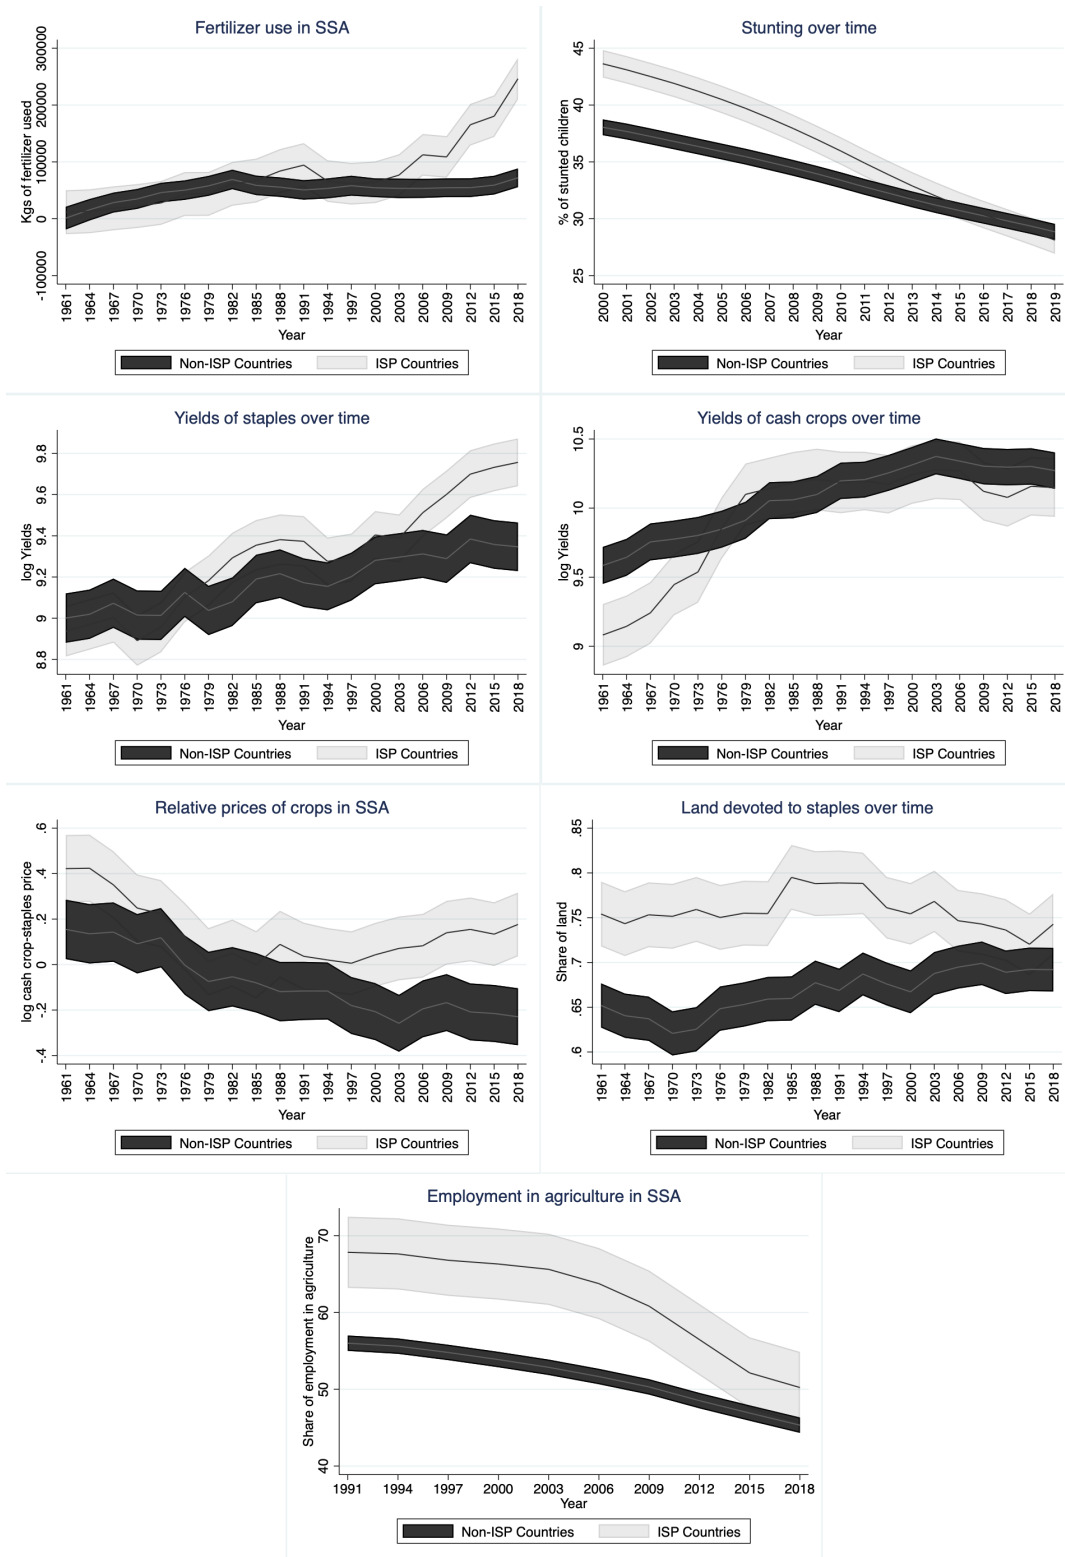 Fertilizer use in SSA
Kgs of fertilizer used
300000
200000
100000
0
-100000
1961 1964 1967 1970 1973 1976 1979 1982 1985 1988 1991 1994 1997 2000 2003 2006 2009 2012 2015 2018
Year
Non-ISP Countries ISP Countries
Stunting over time
% of stunted children
45
40
35
30
25
2000 2001 2002 2003 2004 2005 2006 2007 2008 2009 2010 2011 2012 2013 2014 2015 2016 2017 2018 2019
Year
Non-ISP Countries ISP Countries
Yields of staples over time
log Yields
9.8
9.6
9.4
9.2
9
8.8
1961 1964 1967 1970 1973 1976 1979 1982 1985 1988 1991 1994 1997 2000 2003 2006 2009 2012 2015 2018
Year
Non-ISP Countries ISP Countries
Yields of cash crops over time
log Yields
10.5
10
9.5
9
1961 1964 1967 1970 1973 1976 1979 1982 1985 1988 1991 1994 1997 2000 2003 2006 2009 2012 2015 2018
Year
Non-ISP Countries ISP Countries
Relative prices of crops in SSA
log cash crop-staples price
.6
.4
.2
0
-.2
-.4
1961 1964 1967 1970 1973 1976 1979 1982 1985 1988 1991 1994 1997 2000 2003 2006 2009 2012 2015 2018
Year
Non-ISP Countries ISP Countries
Land devoted to staples over time
Share of land
.85
.8
.75
.7
.65
.6
1961 1964 1967 1970 1973 1976 1979 1982 1985 1988 1991 1994 1997 2000 2003 2006 2009 2012 2015 2018
Year
Non-ISP Countries ISP Countries
Employment in agriculture in SSA
Share of employment in agriculture
70
60
50
40
1991 1994 1997 2000 2003 2006 2009 2012 2015 2018
Year
Non-ISP Countries ISP Countries